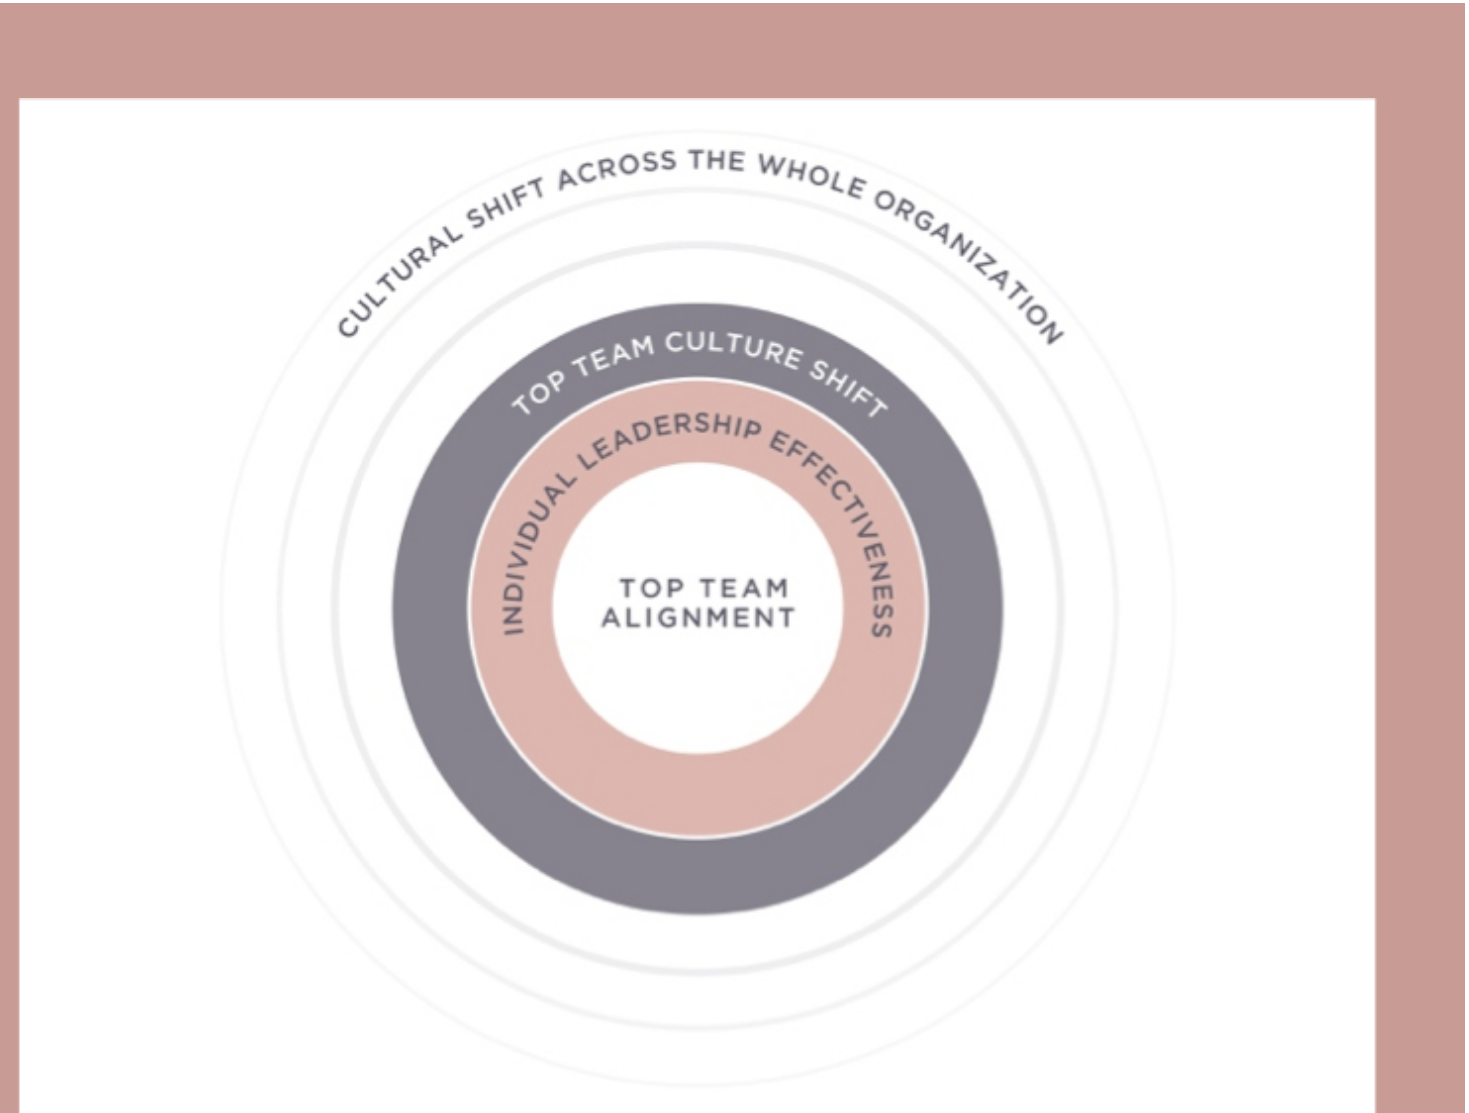 CULTURAL SHIFT ACROSS THE WHOLE ORGANIZATION
TOP TEAM CULTURE SHIFT
INDIVIDUAL LEADERSHIP EFFECTIVENESS
TOP TEAM
ALIGNMENT